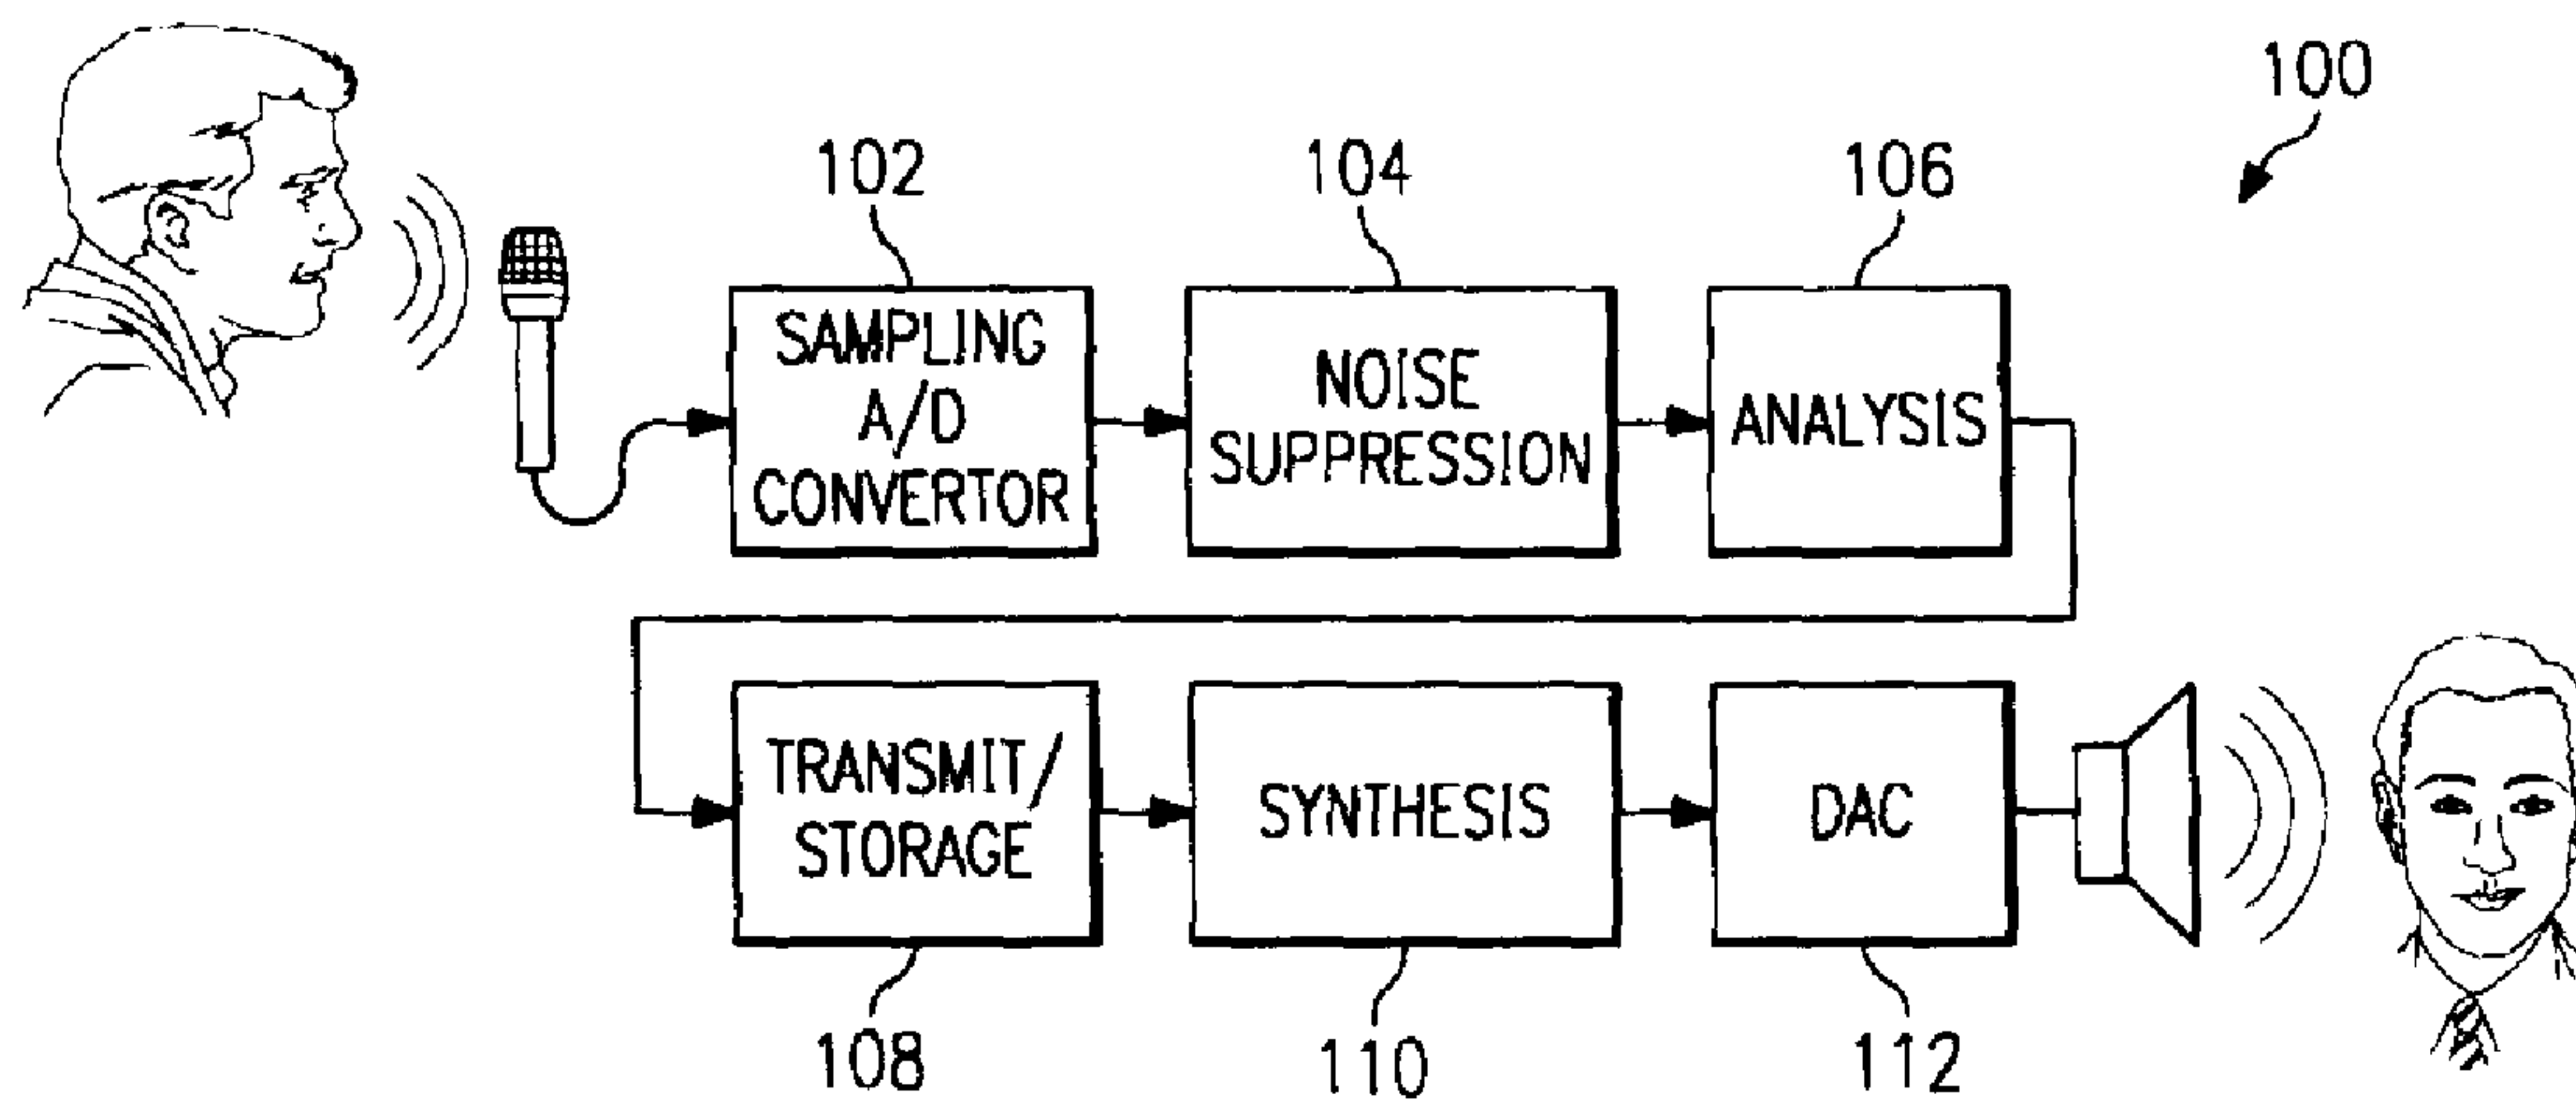 100
102
104
106
SAMPLING
A/D
CONVERTOR
NOISE
SUPPRESSION
ANALYSIS
TRANSMIT/
STORAGE
SYNTHESIS
DAC
108
110
112